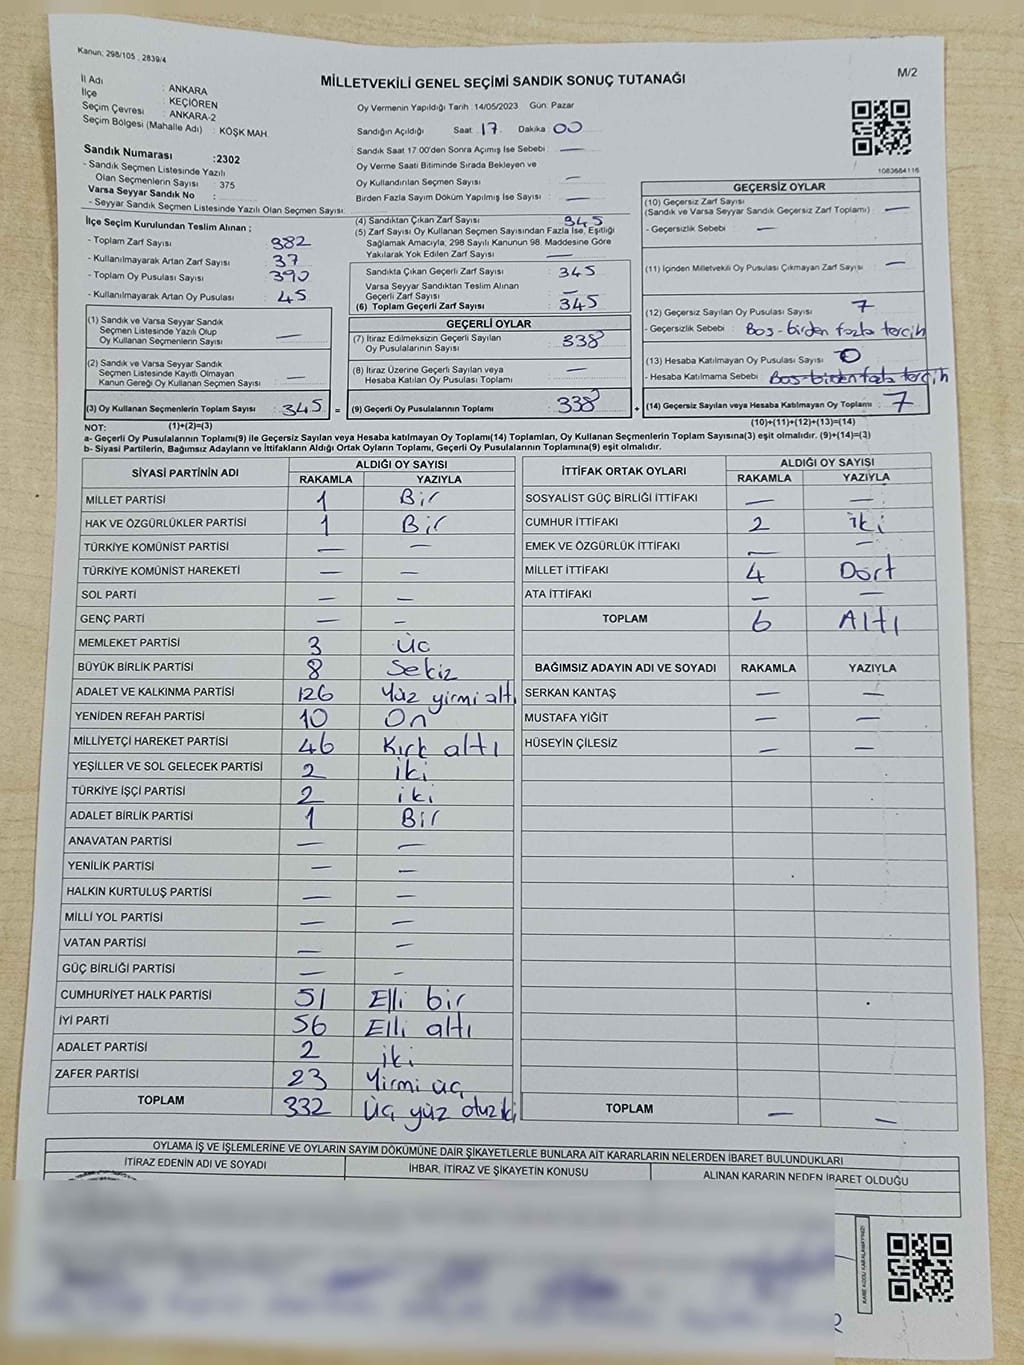 Kanun; 298/105 , 2839/4
MİLLETVEKİLİ GENEL SEÇİMİ SANDIK SONUÇ TUTANAĞI
M/2
İl Adı : ANKARA
İlçe : KEÇİÖREN
Seçim Çevresi : ANKARA-2
Seçim Bölgesi (Mahalle Adı) : KÖŞK MAH.
Oy Vermenin Yapıldığı Tarih :14/05/2023 Gün: Pazar
Sandığın Açıldığı Saat 17. Dakika 00
Sandık Saat 17:00'den Sonra Açımış İse Sebebi : —
Oy Verme Saati Bitiminde Sırada Bekleyen ve
Oy Kullandırılan Seçmen Sayısı : —
Birden Fazla Sayım Döküm Yapılmış İse Sayısı : —
Sandık Numarası :2302
- Sandık Seçmen Listesinde Yazılı
Olan Seçmenlerin Sayısı : 375
Varsa Seyyar Sandık No :
- Seyyar Sandık Seçmen Listesinde Yazılı Olan Seçmen Sayısı:
1083684116
İlçe Seçim Kurulundan Teslim Alınan ;
- Toplam Zarf Sayısı : 382
- Kullanılmayarak Artan Zarf Sayısı : 37
- Toplam Oy Pusulası Sayısı : 390
- Kullanılmayarak Artan Oy Pusulası : 45
(1) Sandık ve Varsa Seyyar Sandık
Seçmen Listesinde Yazılı Olup
Oy Kullanan Seçmenlerin Sayısı : —
(2) Sandık ve Varsa Seyyar Sandık
Seçmen Listesinde Kayıtlı Olmayan
Kanun Gereği Oy Kullanan Seçmen Sayısı : —
(3) Oy Kullanan Seçmenlerin Toplam Sayısı : 345 =
(4) Sandıktan Çıkan Zarf Sayısı : 345
(5) Zarf Sayısı Oy Kullanan Seçmen Sayısından Fazla İse, Eşitliği
Sağlamak Amacıyla, 298 Sayılı Kanunun 98. Maddesine Göre
Yakılarak Yok Edilen Zarf Sayısı : —
Sandıkta Çıkan Geçerli Zarf Sayısı : 345
Varsa Seyyar Sandıktan Teslim Alınan
Geçerli Zarf Sayısı : —
(6) Toplam Geçerli Zarf Sayısı : 345
GEÇERLİ OYLAR
(7) İtiraz Edilmeksizin Geçerli Sayılan
Oy Pusulalarının Sayısı : 338
(8) İtiraz Üzerine Geçerli Sayılan veya
Hesaba Katılan Oy Pusulası Toplamı : —
(9) Geçerli Oy Pusulalarının Toplamı : 338 +
GEÇERSİZ OYLAR
(10) Geçersiz Zarf Sayısı
(Sandık ve Varsa Seyyar Sandık Geçersiz Zarf Toplamı) : —
- Geçersizlik Sebebi : —
(11) İçinden Milletvekili Oy Pusulası Çıkmayan Zarf Sayısı : —
(12) Geçersiz Sayılan Oy Pusulası Sayısı : 7
- Geçersizlik Sebebi : Boş-birden fazla tercih
(13) Hesaba Katılmayan Oy Pusulası Sayısı : 0
- Hesaba Katılmama Sebebi : Boş-birden fazla tercih
(14) Geçersiz Sayılan veya Hesaba Katılmayan Oy Toplamı : 7
NOT: (1)+(2)=(3)
(10)+(11)+(12)+(13)=(14)
a- Geçerli Oy Pusulalarının Toplamı(9) ile Geçersiz Sayılan veya Hesaba katılmayan Oy Toplamı(14) Toplamları, Oy Kullanan Seçmenlerin Toplam Sayısına(3) eşit olmalıdır. (9)+(14)=(3)
b- Siyasi Partilerin, Bağımsız Adayların ve İttifakların Aldığı Ortak Oyların Toplamı, Geçerli Oy Pusulalarının Toplamına(9) eşit olmalıdır.
SİYASİ PARTİNİN ADI ALDIĞI OY SAYISI
RAKAMLA YAZIYLA
MİLLET PARTİSİ 1 Bir
HAK VE ÖZGÜRLÜKLER PARTİSİ 1 Bir
TÜRKİYE KOMÜNİST PARTİSİ — —
TÜRKİYE KOMÜNİST HAREKETİ — —
SOL PARTİ — —
GENÇ PARTİ — —
MEMLEKET PARTİSİ 3 üç
BÜYÜK BİRLİK PARTİSİ 8 Sekiz
ADALET VE KALKINMA PARTİSİ 126 Yüz yirmi altı
YENİDEN REFAH PARTİSİ 10 On
MİLLİYETÇİ HAREKET PARTİSİ 46 Kırk altı
YEŞİLLER VE SOL GELECEK PARTİSİ 2 iki
TÜRKİYE İŞÇİ PARTİSİ 2 iki
ADALET BİRLİK PARTİSİ 1 Bir
ANAVATAN PARTİSİ — —
YENİLİK PARTİSİ — —
HALKIN KURTULUŞ PARTİSİ — —
MİLLİ YOL PARTİSİ — —
VATAN PARTİSİ — —
GÜÇ BİRLİĞİ PARTİSİ — —
CUMHURİYET HALK PARTİSİ 51 Elli bir
İYİ PARTİ 56 Elli altı
ADALET PARTİSİ 2 iki
ZAFER PARTİSİ 23 Yirmi üç
TOPLAM 332 Üç yüz otuz iki
İTTİFAK ORTAK OYLARI ALDIĞI OY SAYIŞI
RAKAMLA YAZIYLA
SOSYALİST GÜÇ BİRLİĞİ İTTİFAKI — —
CUMHUR İTTİFAKI 2 iki
EMEK VE ÖZGÜRLÜK İTTİFAKI — —
MİLLET İTTİFAKI 4 Dört
ATA İTTİFAKI — —
TOPLAM 6 Altı
BAĞIMSIZ ADAYIN ADI VE SOYADI RAKAMLA YAZIYLA
SERKAN KANTAŞ — —
MUSTAFA YİĞİT — —
HÜSEYİN ÇİLESİZ — —
TOPLAM — —
OYLAMA İŞ VE İŞLEMLERİNE VE OYLARIN SAYIM DÖKÜMÜNE DAİR ŞİKAYETLERLE BUNLARA AİT KARARLARIN NELERDEN İBARET BULUNDUKLARI
İTİRAZ EDENİN ADI VE SOYADI İHBAR, İTİRAZ VE ŞİKAYETİN KONUSU ALINAN KARARIN NEDEN İBARET OLDUĞU
KARE KODU KARALAMAYINIZ!